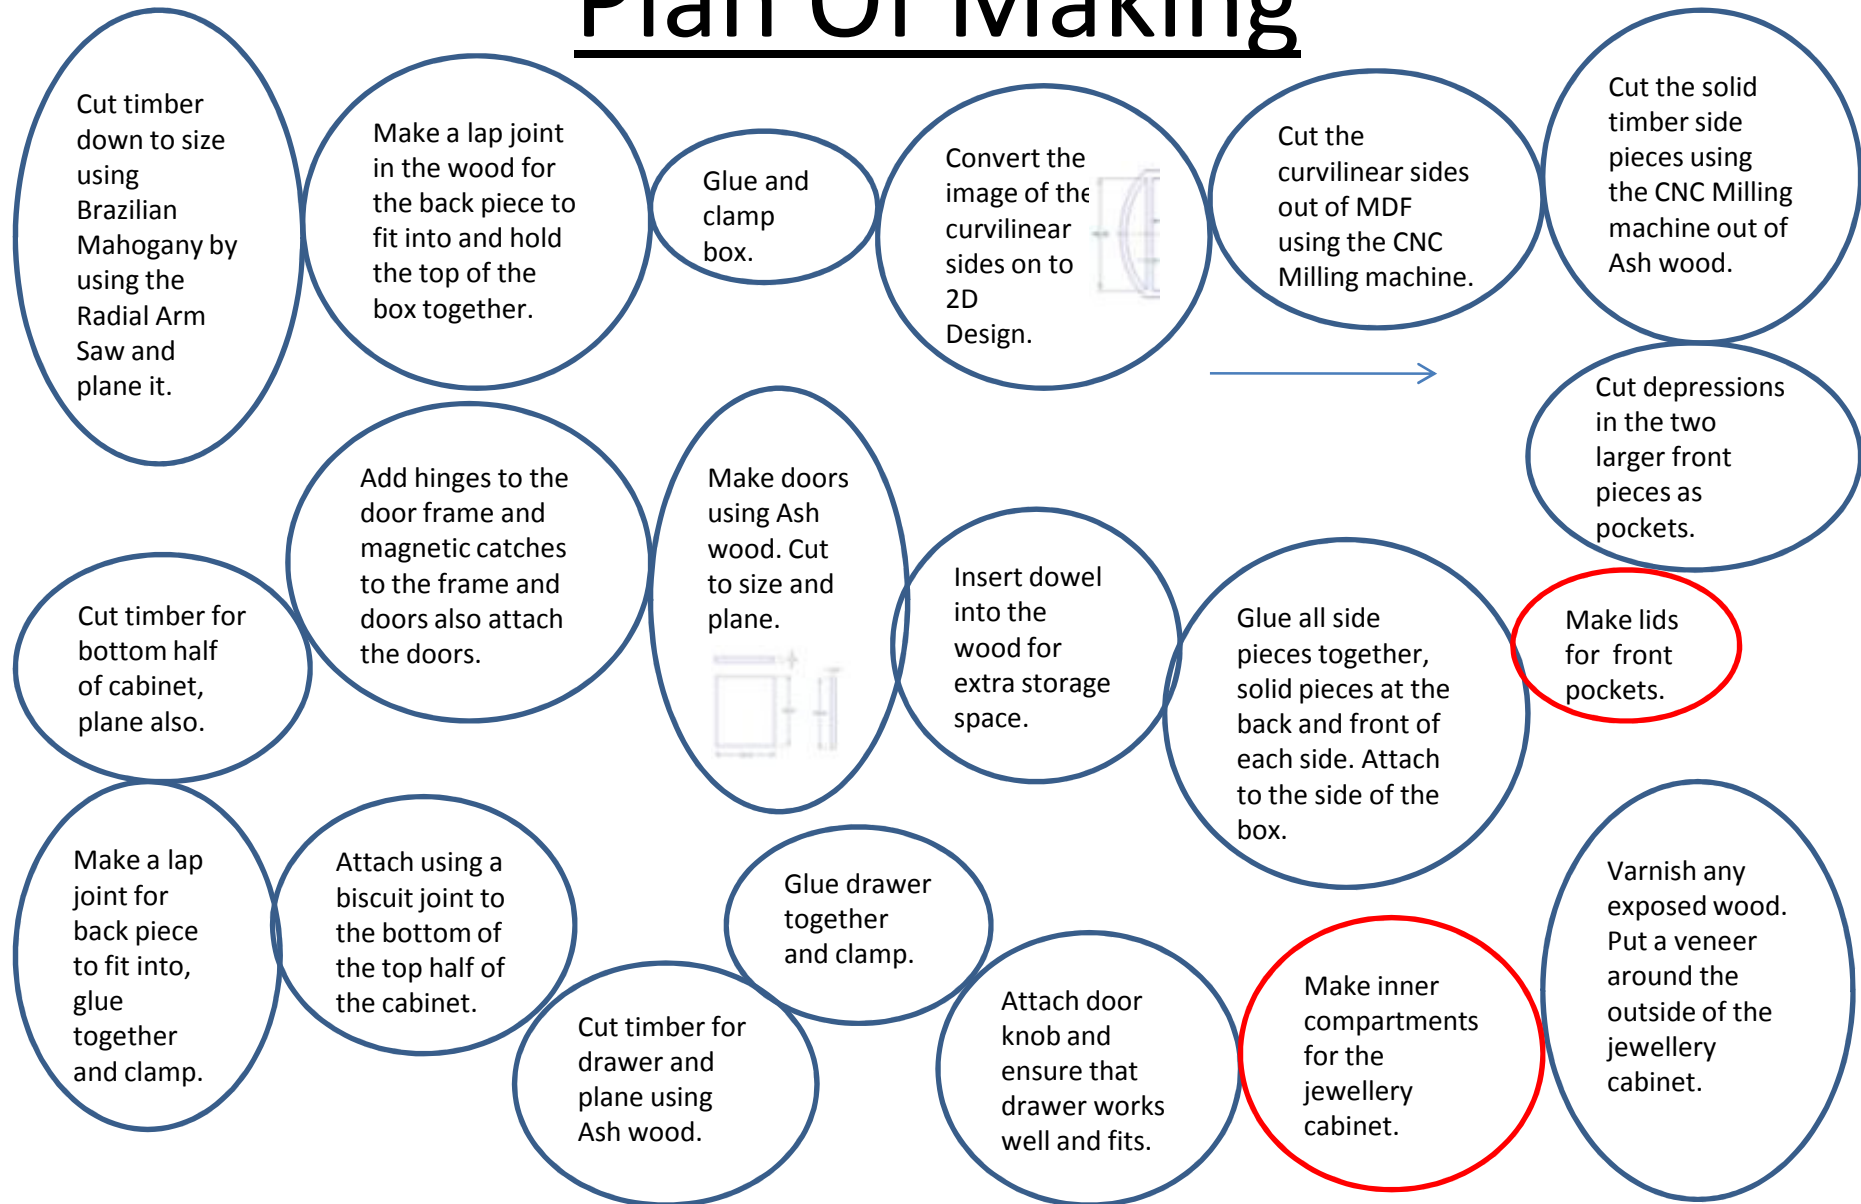 Plan Of Making
Cut timber
down to size
using
Brazilian
Mahogany by
using the
Radial Arm
Saw and
plane it.
Make a lap joint
in the wood for
the back piece to
fit into and hold
the top of the
box together.
Glue and
clamp
box.
Convert the
image of the
curvilinear
sides on to
2D
Design.
Cut the
curvilinear sides
out of MDF
using the CNC
Milling machine.
Cut the solid
timber side
pieces using
the CNC Milling
machine out of
Ash wood.
Cut depressions
in the two
larger front
pieces as
pockets.
Make lids
for front
pockets.
Glue all side
pieces together,
solid pieces at the
back and front of
each side. Attach
to the side of the
box.
Insert dowel
into the
wood for
extra storage
space.
Make doors
using Ash
wood. Cut
to size and
plane.
Add hinges to the
door frame and
magnetic catches
to the frame and
doors also attach
the doors.
Cut timber for
bottom half
of cabinet,
plane also.
Make a lap
joint for
back piece
to fit into,
glue
together
and clamp.
Attach using a
biscuit joint to
the bottom of
the top half of
the cabinet.
Cut timber for
drawer and
plane using
Ash wood.
Glue drawer
together
and clamp.
Attach door
knob and
ensure that
drawer works
well and fits.
Make inner
compartments
for the
jewellery
cabinet.
Varnish any
exposed wood.
Put a veneer
around the
outside of the
jewellery
cabinet.